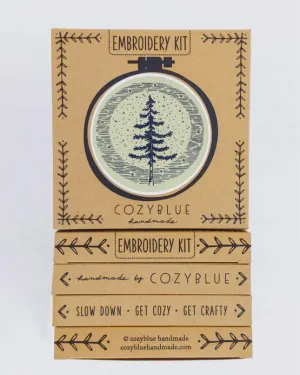 EMBROIDERY KIT
COZYBLUE
handmade
EMBROIDERY KIT
handmade by COZYBLUE
SLOW DOWN • GET COZY • GET CRAFTY
© cozyblue handmade
cozybluehandmade.com